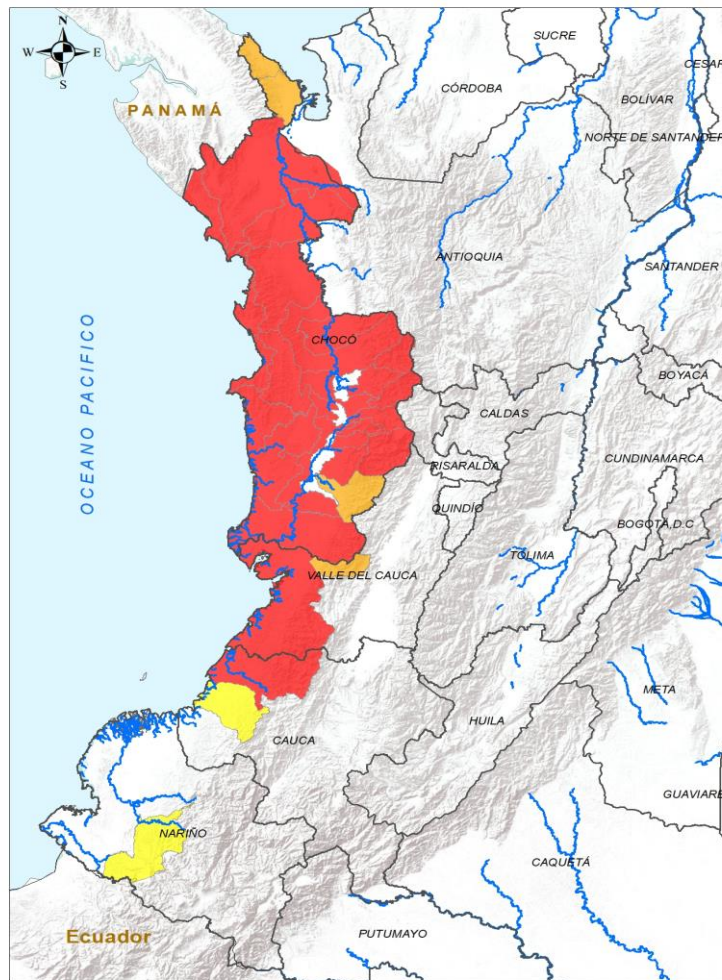 N
W
E
S
SUCRE
CESAR
CÓRDOBA
BOLÍVAR
PANAMÁ
NORTE DE SANTANDER
ANTIOQUIA
SANTANDER
OCEANO PACIFICO
CHOCÓ
BOYACÁ
CALDAS
CUNDINAMARCA
RISARALDA
QUINDÍO
BOGOTÁ,D.C
TOLIMA
VALLE DEL CAUCA
META
HUILA
CAUCA
GUAVIARE
NARIÑO
CAQUETÁ
Ecuador
PUTUMAYO